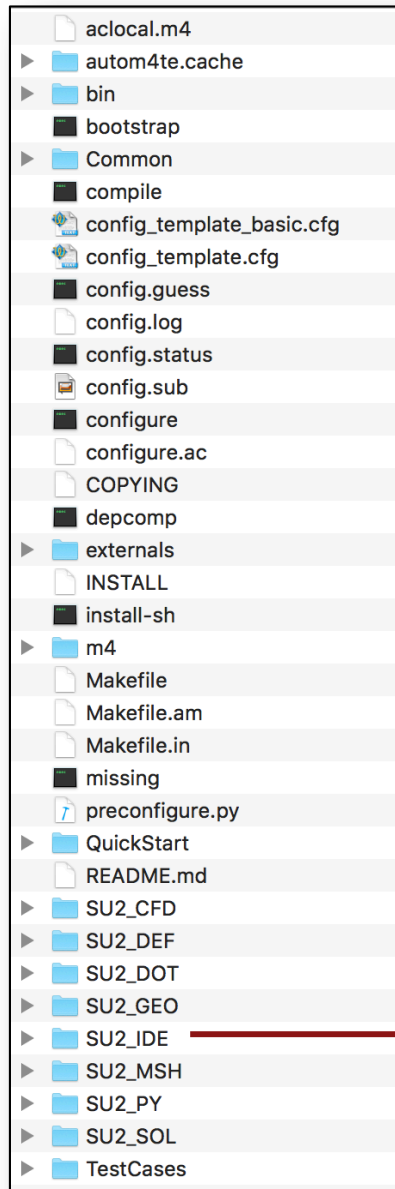 aclocal.m4
autom4te.cache
bin
bootstrap
Common
compile
config_template_basic.cfg
config_template.cfg
config.guess
config.log
config.status
config.sub
configure
configure.ac
COPYING
depcomp
externals
INSTALL
install-sh
m4
Makefile
Makefile.am
Makefile.in
missing
preconfigure.py
QuickStart
README.md
SU2_CFD
SU2_DEF
SU2_DOT
SU2_GEO
SU2_IDE
SU2_MSH
SU2_PY
SU2_SOL
TestCases